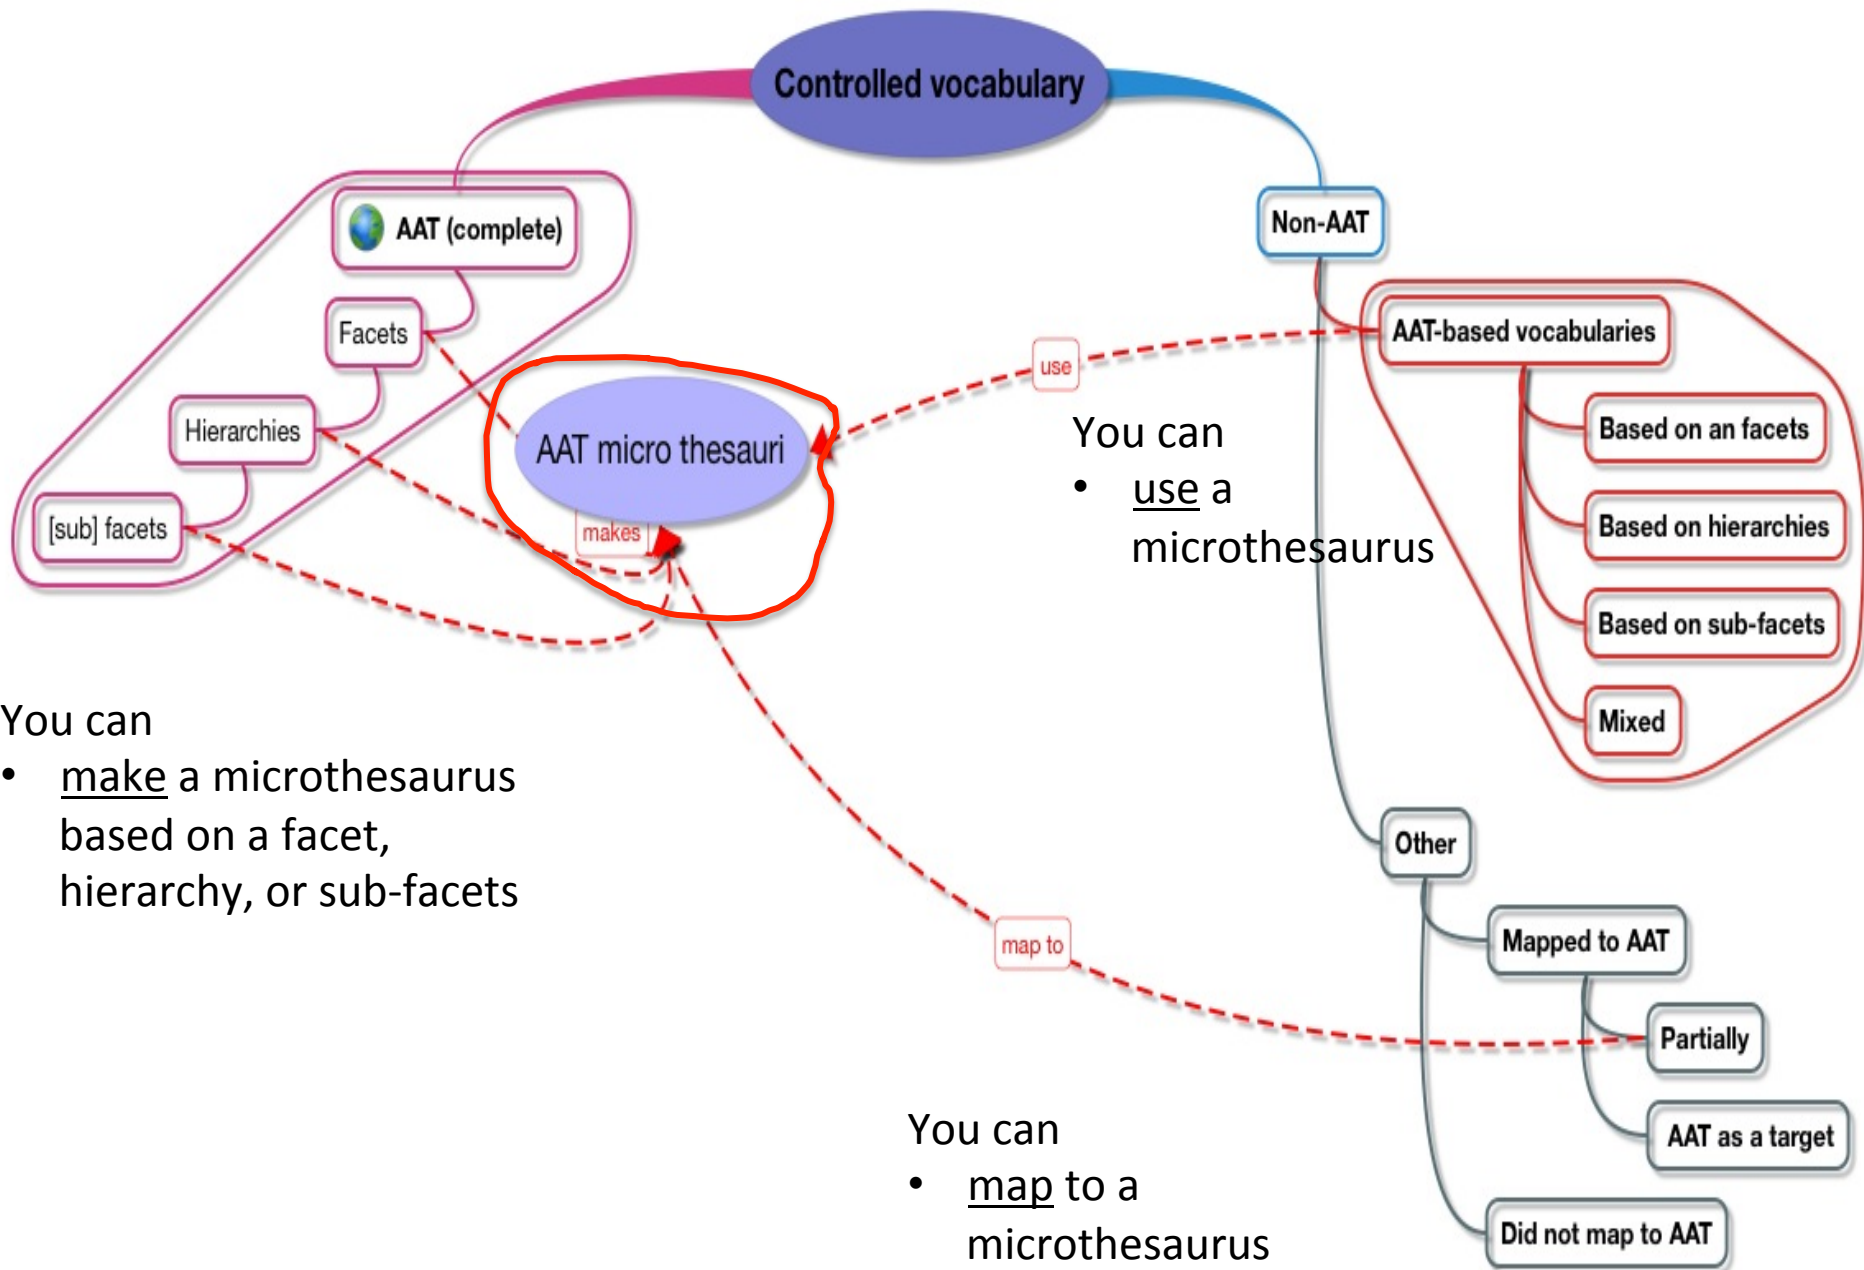 Controlled vocabulary
AAT (complete)
Facets
Hierarchies
[sub] facets
AAT micro thesauri
makes
use
map to
Non-AAT
AAT-based vocabularies
Based on an facets
Based on hierarchies
Based on sub-facets
Mixed
You can
• use a
microthesaurus
You can
• make a microthesaurus
based on a facet,
hierarchy, or sub-facets
Other
Mapped to AAT
Partially
AAT as a target
Did not map to AAT
You can
• map to a
microthesaurus